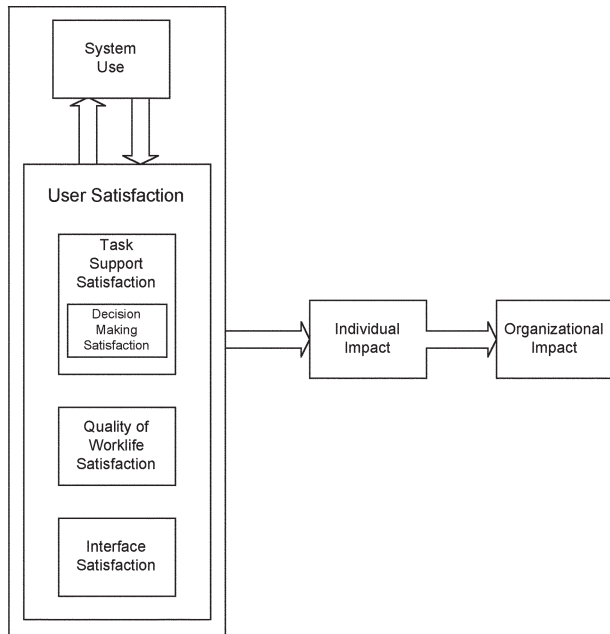 System
Use
User Satisfaction
Task
Support
Satisfaction
Decision
Making
Satisfaction
Quality of
Worklife
Satisfaction
Interface
Satisfaction
Individual
Impact
Organizational
Impact